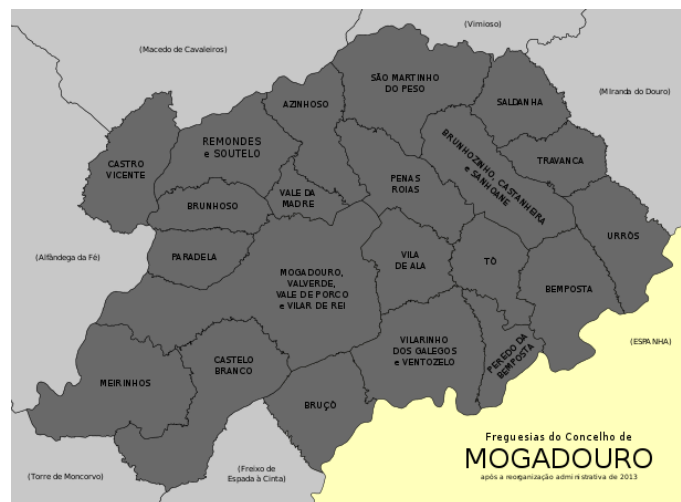 (Vimioso)
(Macedo de Cavaleiros)
SÃO MARTINHO
DO PESO
(Miranda do Douro)
AZINHOSO
SALDANHA
REMONDES
e SOUTELO
CASTRO
VICENTE
BRUNHOZINHO, CASTANHEIRA
e SANHOANE
TRAVANCA
PENAS
ROIAS
VALE DA
MADRE
BRUNHOSO
URRÓS
PARADELA
(Alfândega da Fé)
VILA
DE ALA
TÓ
MOGADOURO,
VALVERDE,
VALE DE PORCO
e VILAR DE REI
BEMPOSTA
VILARINHO
DOS GALEGOS
e VENTOZELO
PEREDO DA
BEMPOSTA
(ESPANHA)
CASTELO
BRANCO
MEIRINHOS
BRUÇÓ
Freguesias do Concelho de
MOGADOURO
após a reorganização administrativa de 2013
(Torre de Moncorvo)
(Freixo de
Espada à Cinta)